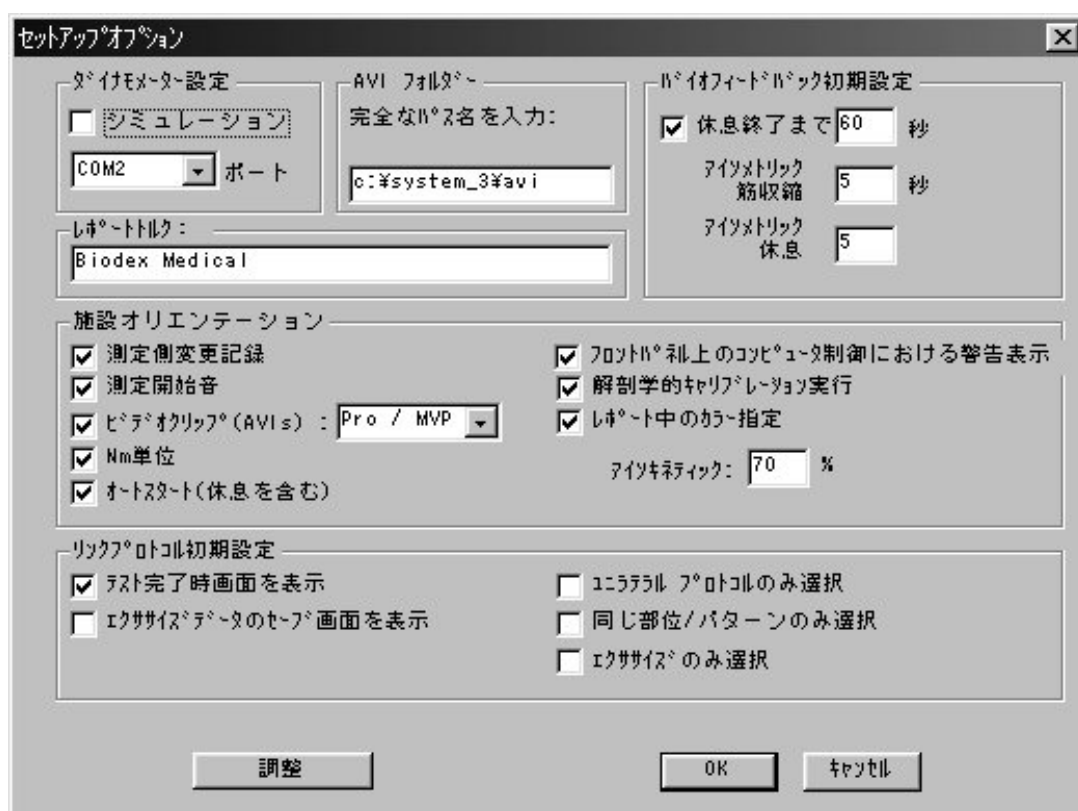 セットアップオプション
ﾀﾞｲﾅﾓﾒｰﾀｰ設定
シミュレーション
COM2 ポート
AVI ﾌｫﾙﾀﾞｰ
完全なﾊﾟｽ名を入力:
c:¥system_3¥avi
ﾊﾞｲｵﾌｨｰﾄﾞﾊﾞｯｸ初期設定
休息終了まで 60 秒
ｱｲｿﾒﾄﾘｯｸ
筋収縮 5 秒
ｱｲｿﾒﾄﾘｯｸ
休息 5
ﾚﾎﾟｰﾄﾄﾙｸ:
Biodex Medical
施設オリエンテーション
測定側変更記録
測定開始音
ﾋﾞﾃﾞｵｸﾘｯﾌﾟ(AVIs) : Pro / MVP
Nm単位
ｵｰﾄｽﾀｰﾄ(休息を含む)
ﾌﾛﾝﾄﾊﾟﾈﾙ上のｺﾝﾋﾟｭｰﾀ制御における警告表示
解剖学的ｷｬﾘﾌﾞﾚｰｼｮﾝ実行
ﾚﾎﾟｰﾄ中のｶﾗｰ指定
ｱｲｿｷﾈﾃｨｯｸ: 70 %
ﾘﾝｸﾌﾟﾛﾄｺﾙ初期設定
ﾃｽﾄ完了時画面を表示
ｴｸｻｻｲｽﾞﾃﾞｰﾀのｾｰﾌﾞ画面を表示
ﾕﾆﾗﾃﾗﾙ ﾌﾟﾛﾄｺﾙのみ選択
同じ部位/パターンのみ選択
ｴｸｻｻｲｽﾞのみ選択
調整
OK
ｷｬﾝｾﾙ